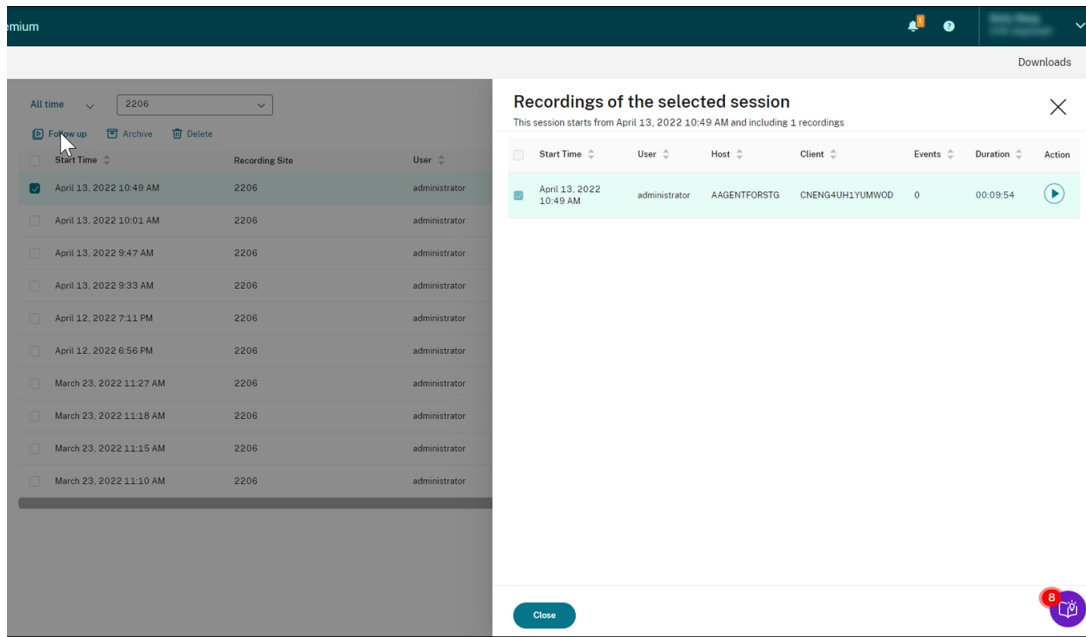 emium
1
?
Downloads
All time 2206
Follow up Archive Delete
Start Time Recording Site User
April 13, 2022 10:49 AM 2206 administrator
April 13, 2022 10:01 AM 2206 administrator
April 13, 2022 9:47 AM 2206 administrator
April 13, 2022 9:33 AM 2206 administrator
April 12, 2022 7:11 PM 2206 administrator
April 12, 2022 6:56 PM 2206 administrator
March 23, 2022 11:27 AM 2206 administrator
March 23, 2022 11:18 AM 2206 administrator
March 23, 2022 11:15 AM 2206 administrator
March 23, 2022 11:10 AM 2206 administrator
Recordings of the selected session
This session starts from April 13, 2022 10:49 AM and including 1 recordings
Start Time User Host Client Events Duration Action
April 13, 2022
10:49 AM administrator AAGENTFORSTG CNENG4UH1YUMWOD 0 00:09:54
Close
8